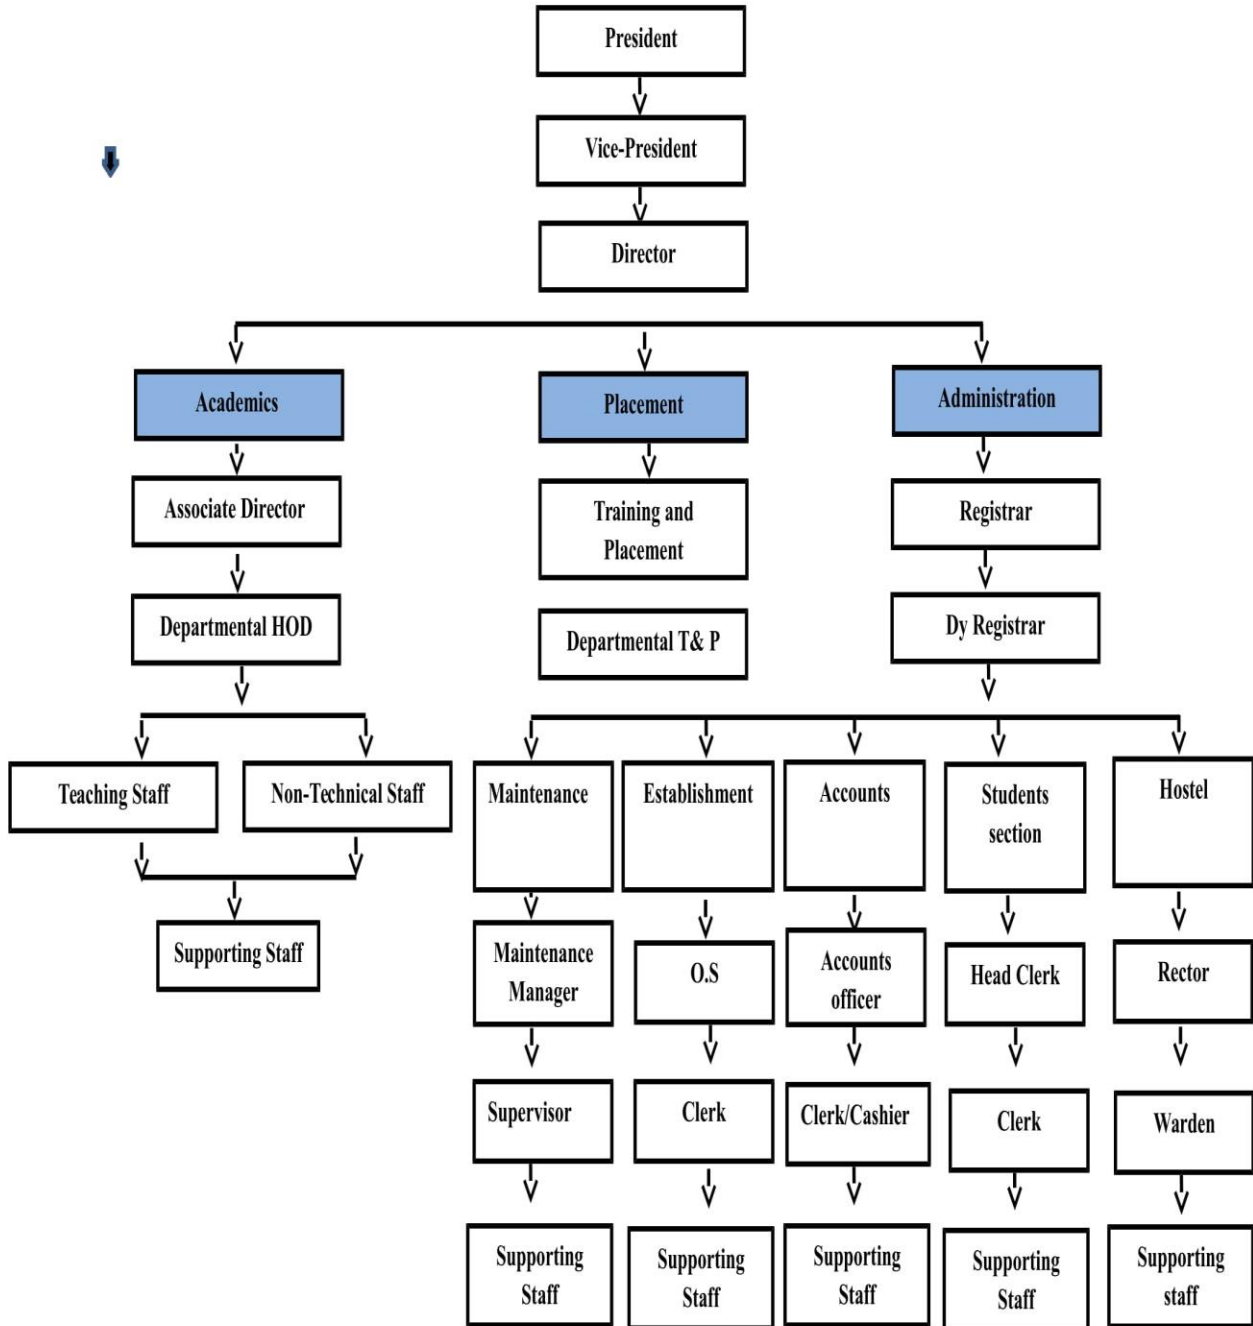 President
Vice-President
Director
Academics
Placement
Administration
Associate Director
Training and
Placement
Registrar
Departmental HOD
Departmental T& P
Dy Registrar
Teaching Staff
Non-Technical Staff
Maintenance
Establishment
Accounts
Students
section
Hostel
Supporting Staff
Maintenance
Manager
O.S
Accounts
officer
Head Clerk
Rector
Supervisor
Clerk
Clerk/Cashier
Clerk
Warden
Supporting
Staff
Supporting
Staff
Supporting
Staff
Supporting
Staff
Supporting
staff